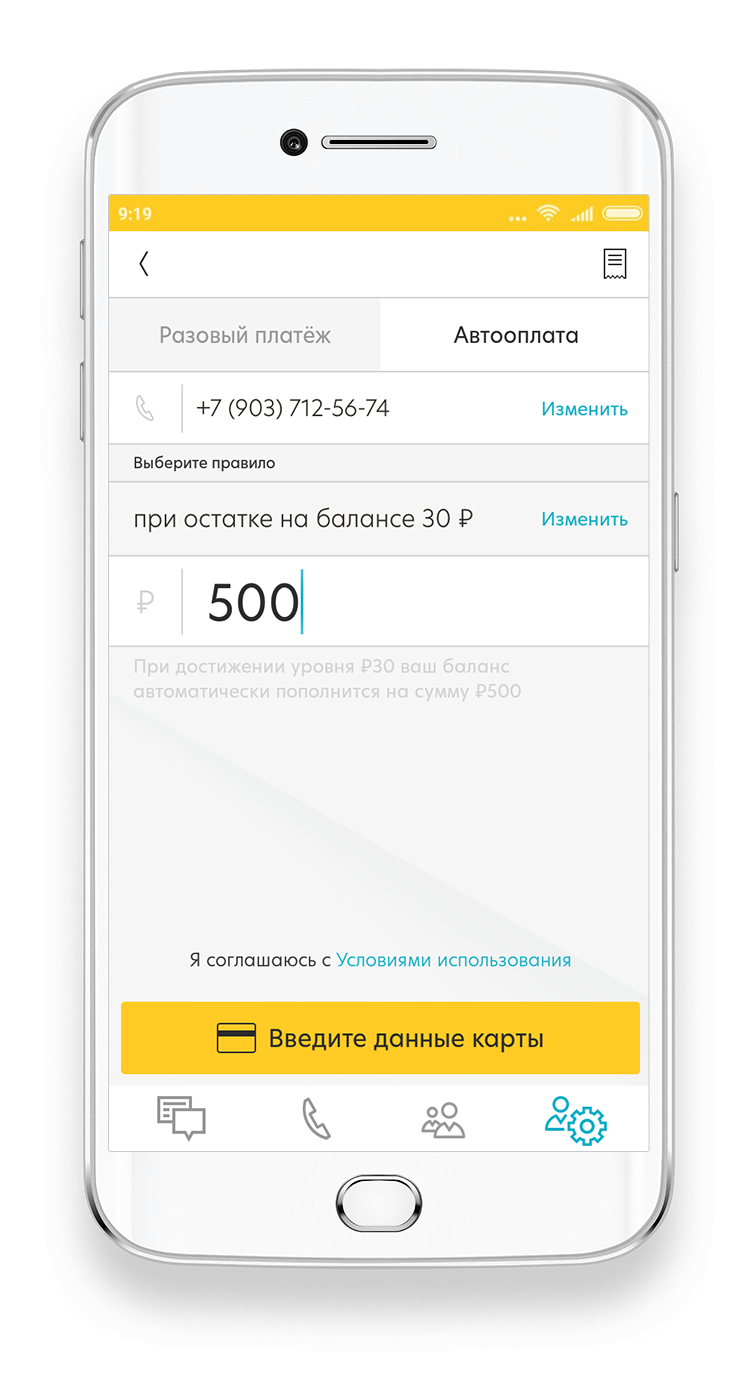 9:19
Разовый платёж
Автооплата
+7 (903) 712-56-74
Изменить
Выберите правило
при остатке на балансе 30 ₽
Изменить
₽
500
При достижении уровня ₽30 ваш баланс
автоматически пополнится на сумму ₽500
Я соглашаюсь с Условиями использования
Введите данные карты